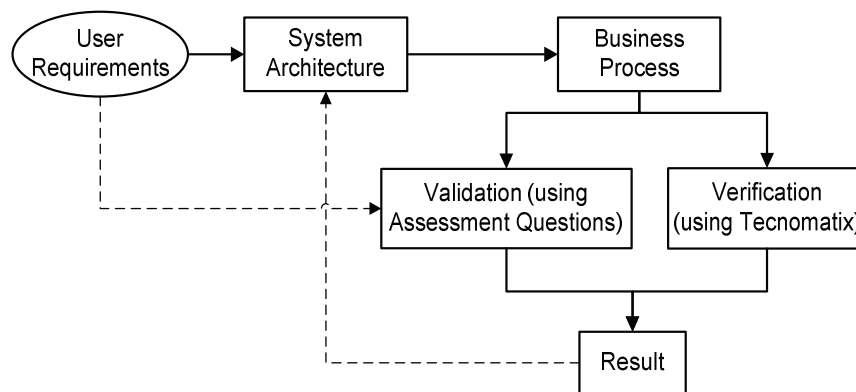 User
Requirements
System
Architecture
Business
Process
Validation (using
Assessment Questions)
Verification
(using Tecnomatix)
Result